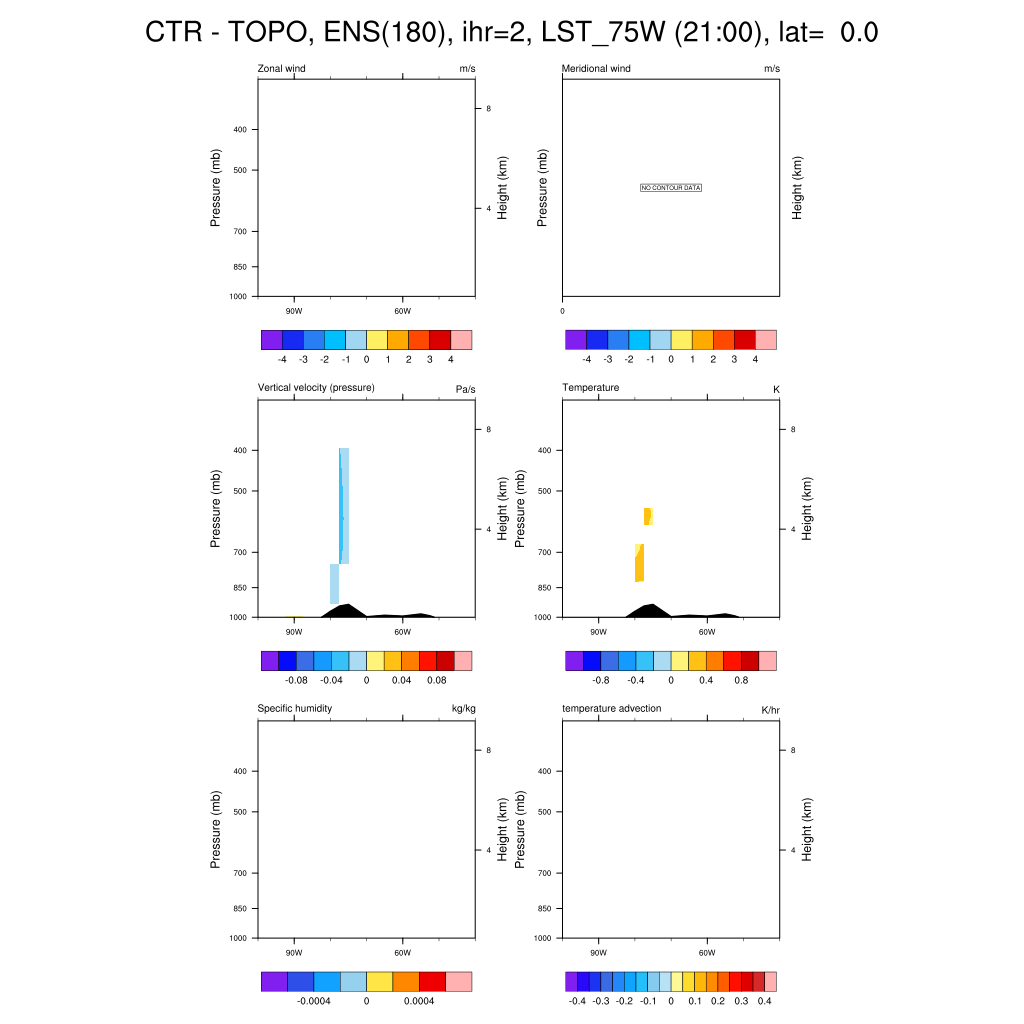 CTR - TOPO, ENS(180), ihr=2, LST_75W (21:00), lat=  0.0
Zonal wind m/s
Pressure (mb)
400
500
700
850
1000
8
4
Height (km)
90W 60W
-4 -3 -2 -1 0 1 2 3 4
Meridional wind m/s
Pressure (mb)
NO CONTOUR DATA
Height (km)
0
-4 -3 -2 -1 0 1 2 3 4
Vertical velocity (pressure) Pa/s
Pressure (mb)
400
500
700
850
1000
8
4
Height (km)
90W 60W
-0.08 -0.04 0 0.04 0.08
Temperature K
Pressure (mb)
400
500
700
850
1000
8
4
Height (km)
90W 60W
-0.8 -0.4 0 0.4 0.8
Specific humidity kg/kg
Pressure (mb)
400
500
700
850
1000
8
4
Height (km)
90W 60W
-0.0004 0 0.0004
temperature advection K/hr
Pressure (mb)
400
500
700
850
1000
8
4
Height (km)
90W 60W
-0.4 -0.3 -0.2 -0.1 0 0.1 0.2 0.3 0.4